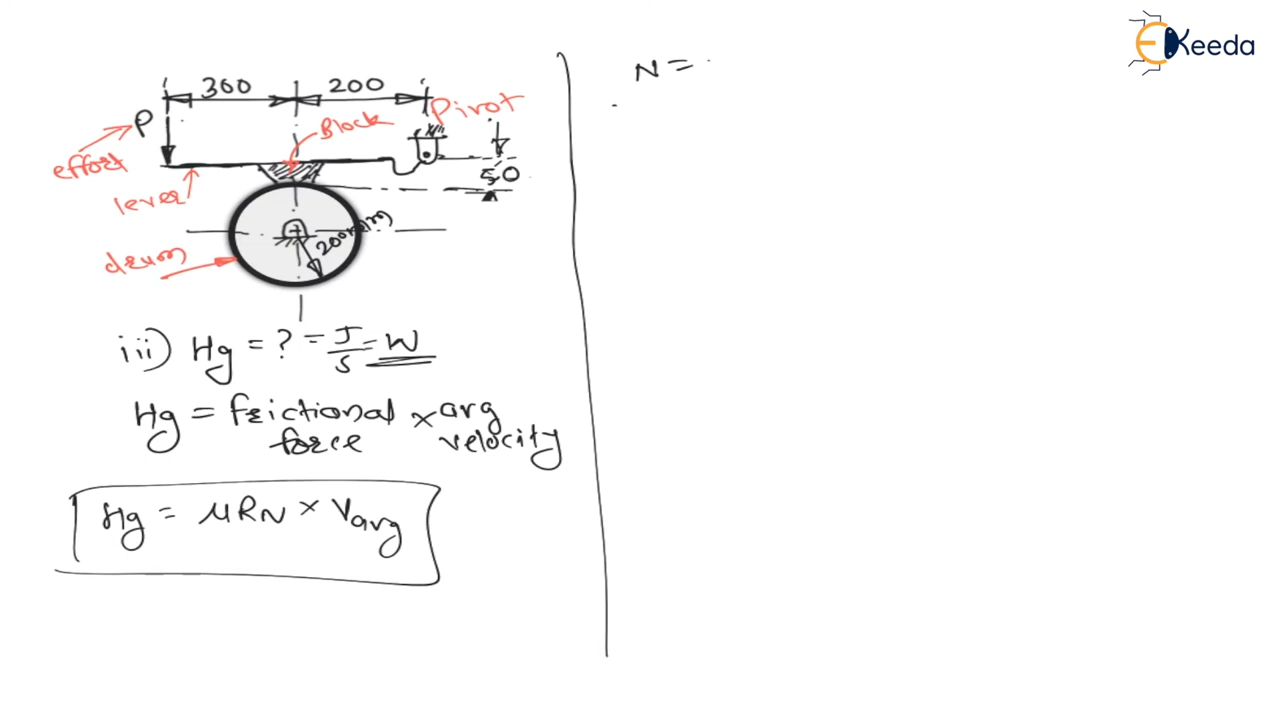 EKeeda
300 200
P Block Pivot
effort
50
lever
200mm
drum
iii) Hg = ? = J/S = W
Hg = frictional force × avg velocity
Hg = μRN × Vavg
N =